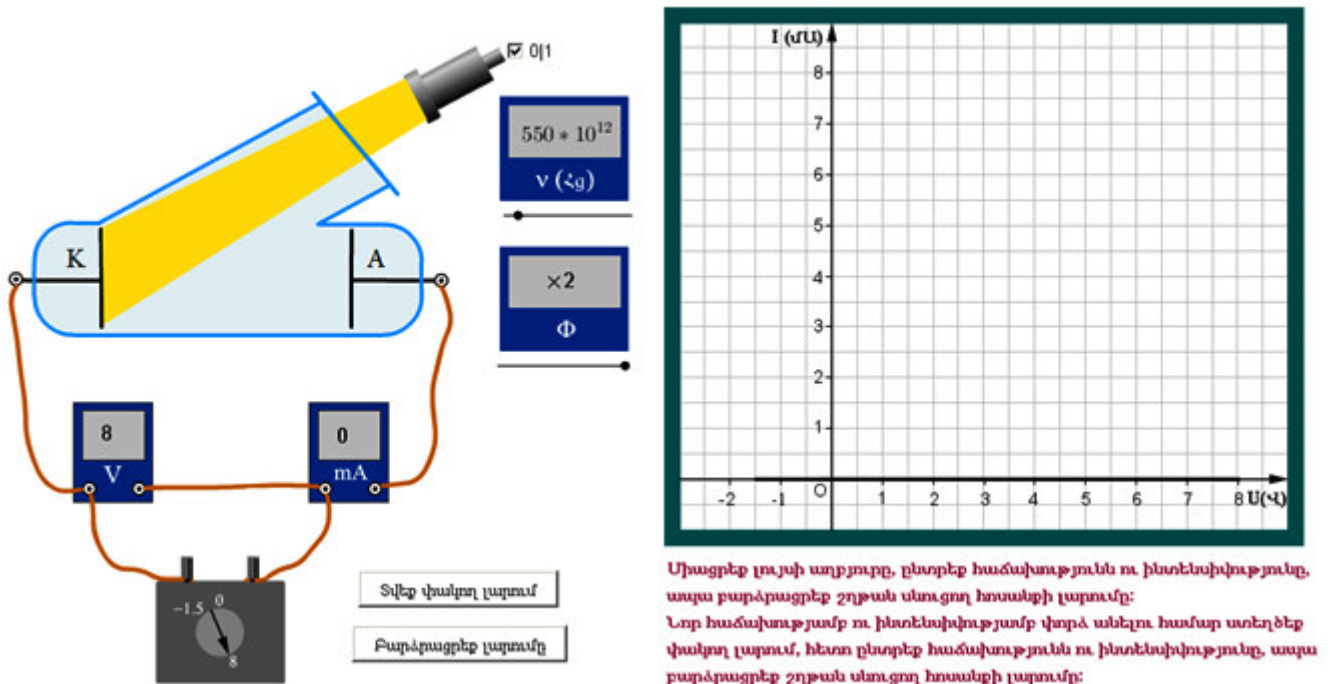 0|1
550 ∗ 10¹²
ν (Հց)
K
A
×2
Φ
8
V
0
mA
−1.5
0
8
Տվեք փակող լարում
Բարձրացրեք լարումը
I (մԱ)
8
7
6
5
4
3
2
1
-2 -1 O 1 2 3 4 5 6 7 8 U(Վ)
Միացրեք լույսի աղբյուրը, ընտրեք հաճախությունն ու ինտենսիվությունը,
ապա բարձրացրեք շղթան սնուցող հոսանքի լարումը:
Նոր հաճախությամբ ու ինտենսիվությամբ փորձ անելու համար ստեղծեք
փակող լարում, հետո ընտրեք հաճախությունն ու ինտենսիվությունը, ապա
բարձրացրեք շղթան սնուցող հոսանքի լարումը: